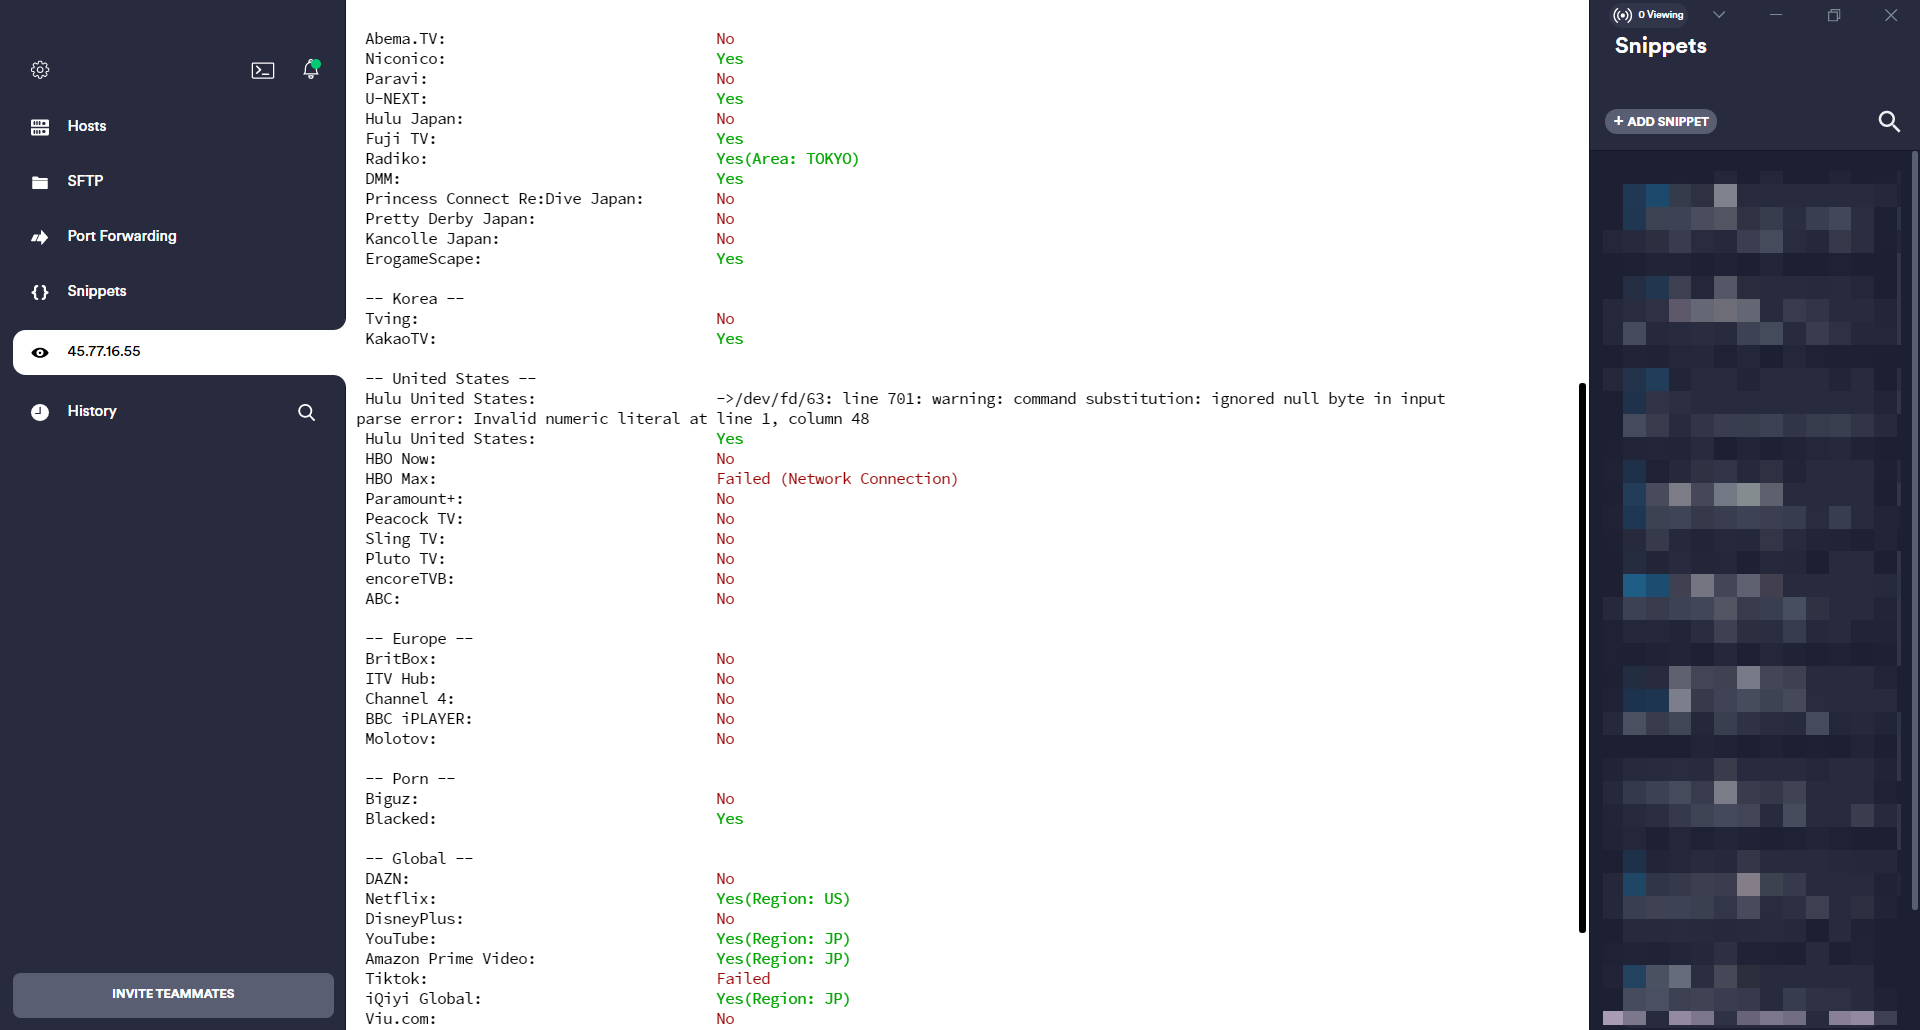 Hosts
SFTP
Port Forwarding
Snippets
45.77.16.55
History
INVITE TEAMMATES
Abema.TV: No
Niconico: Yes
Paravi: No
U-NEXT: Yes
Hulu Japan: No
Fuji TV: Yes
Radiko: Yes(Area: TOKYO)
DMM: Yes
Princess Connect Re:Dive Japan: No
Pretty Derby Japan: No
Kancolle Japan: No
ErogameScape: Yes
-- Korea --
Tving: No
KakaoTV: Yes
-- United States --
Hulu United States: ->/dev/fd/63: line 701: warning: command substitution: ignored null byte in input
parse error: Invalid numeric literal at line 1, column 48
Hulu United States: Yes
HBO Now: No
HBO Max: Failed (Network Connection)
Paramount+: No
Peacock TV: No
Sling TV: No
Pluto TV: No
encoreTVB: No
ABC: No
-- Europe --
BritBox: No
ITV Hub: No
Channel 4: No
BBC iPLAYER: No
Molotov: No
-- Porn --
Biguz: No
Blacked: Yes
-- Global --
DAZN: No
Netflix: Yes(Region: US)
DisneyPlus: No
YouTube: Yes(Region: JP)
Amazon Prime Video: Yes(Region: JP)
Tiktok: Failed
iQiyi Global: Yes(Region: JP)
Viu.com: No
0 Viewing
Snippets
+ ADD SNIPPET